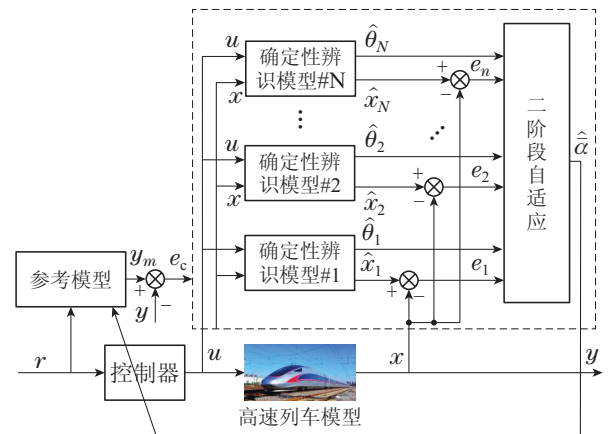 u
确定性辨
识模型#N
x
θ̂_N
x̂_N
+
−
e_n
⋮
⋰
u
确定性辨
识模型#2
x
θ̂_2
x̂_2
+
−
e_2
确定性辨
识模型#1
θ̂_1
x̂_1
+
−
e_1
二阶段自适应
ᾱ̂
参考模型
y_m
+
−
y
e_c
r
控制器
u
高速列车模型
x
y